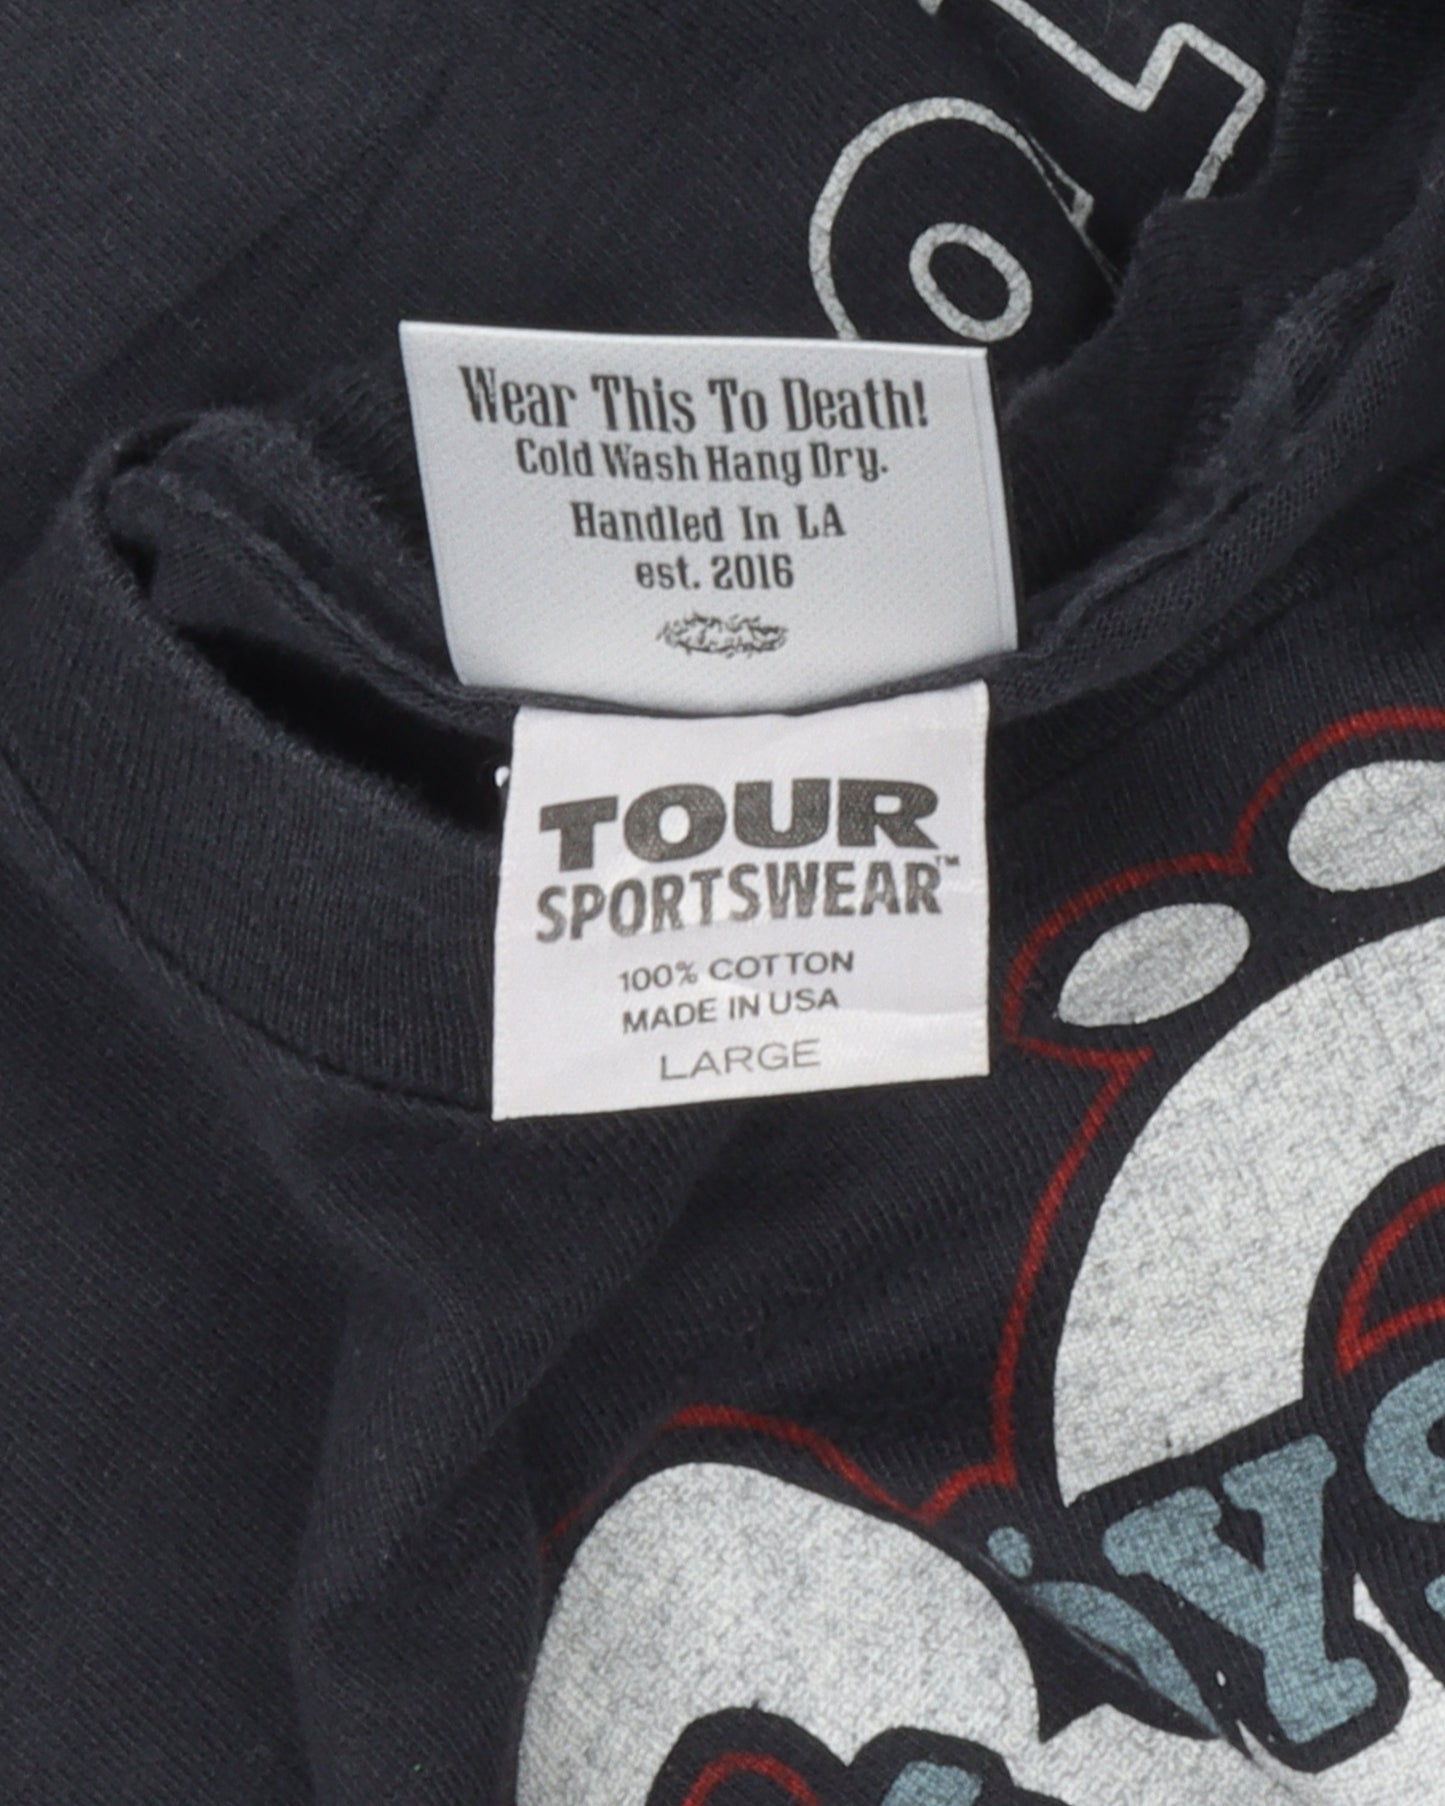 Wear This To Death!
Cold Wash Hang Dry.
Handled In LA
est. 2016
TOUR
SPORTSWEAR™
100% COTTON
MADE IN USA
LARGE